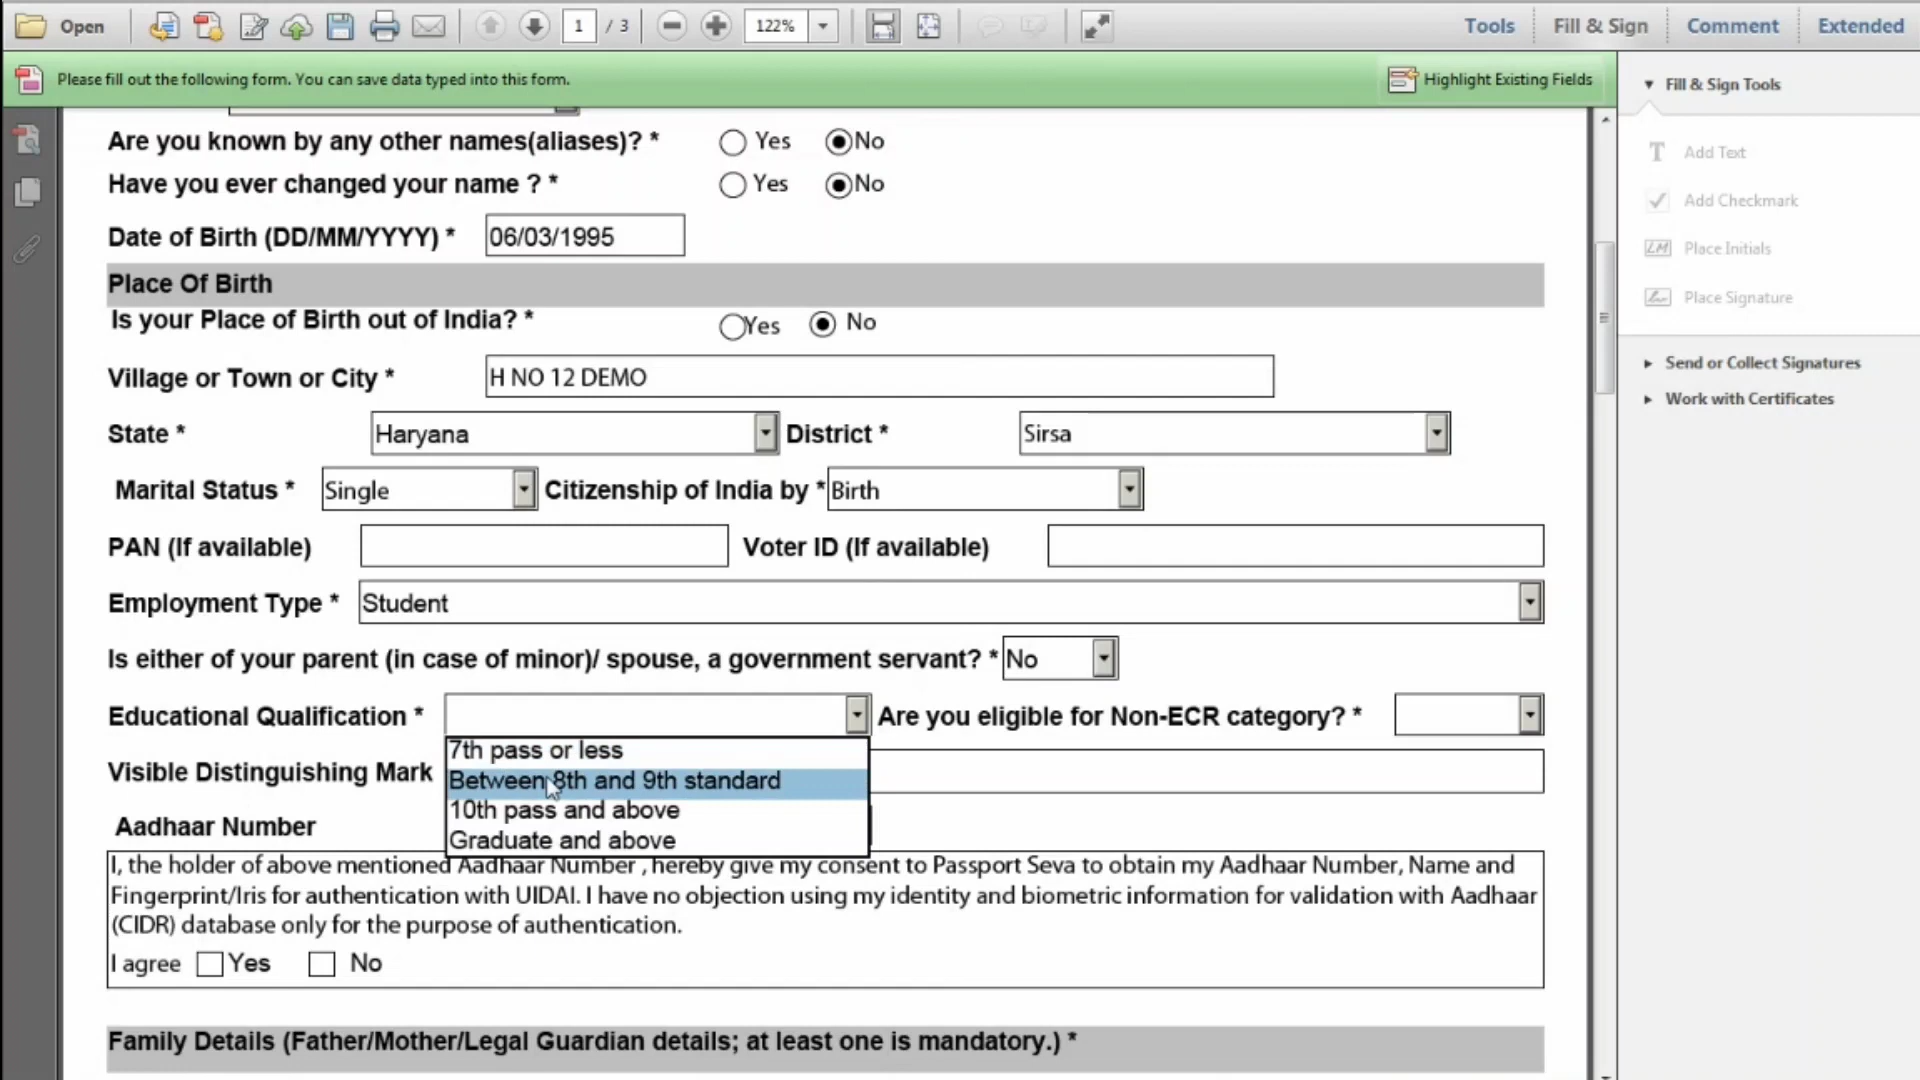 Open 1 / 3 122% Tools Fill & Sign Comment Extended
Please fill out the following form. You can save data typed into this form. Highlight Existing Fields
Fill & Sign Tools
Add Text
Add Checkmark
Place Initials
Place Signature
Send or Collect Signatures
Work with Certificates
Are you known by any other names(aliases)? * Yes No
Have you ever changed your name ? * Yes No
Date of Birth (DD/MM/YYYY) * 06/03/1995
Place Of Birth
Is your Place of Birth out of India? * Yes No
Village or Town or City * H NO 12 DEMO
State * Haryana District * Sirsa
Marital Status * Single Citizenship of India by * Birth
PAN (If available) Voter ID (If available)
Employment Type * Student
Is either of your parent (in case of minor)/ spouse, a government servant? * No
Educational Qualification * Are you eligible for Non-ECR category? *
7th pass or less
Visible Distinguishing Mark
Between 8th and 9th standard
10th pass and above
Aadhaar Number
Graduate and above
I, the holder of above mentioned Aadhaar Number , hereby give my consent to Passport Seva to obtain my Aadhaar Number, Name and
Fingerprint/Iris for authentication with UIDAI. I have no objection using my identity and biometric information for validation with Aadhaar
(CIDR) database only for the purpose of authentication.
I agree Yes No
Family Details (Father/Mother/Legal Guardian details; at least one is mandatory.) *